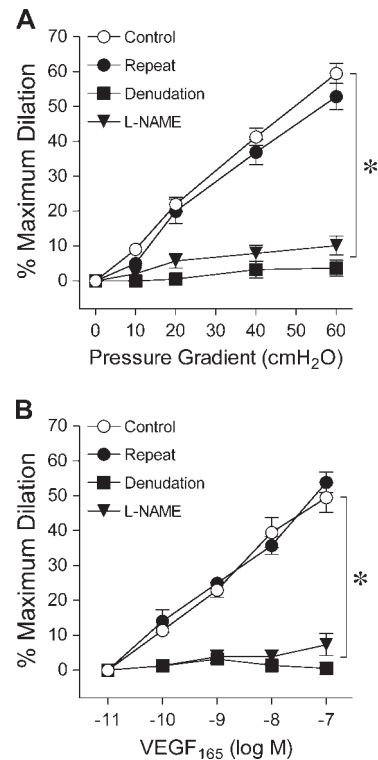 A
70
60
50
40
30
20
10
0
% Maximum Dilation
Control
Repeat
Denudation
L-NAME
*
0 10 20 30 40 50 60
Pressure Gradient (cmH₂O)
B
70
60
50
40
30
20
10
0
% Maximum Dilation
Control
Repeat
Denudation
L-NAME
*
-11 -10 -9 -8 -7
VEGF₁₆₅ (log M)